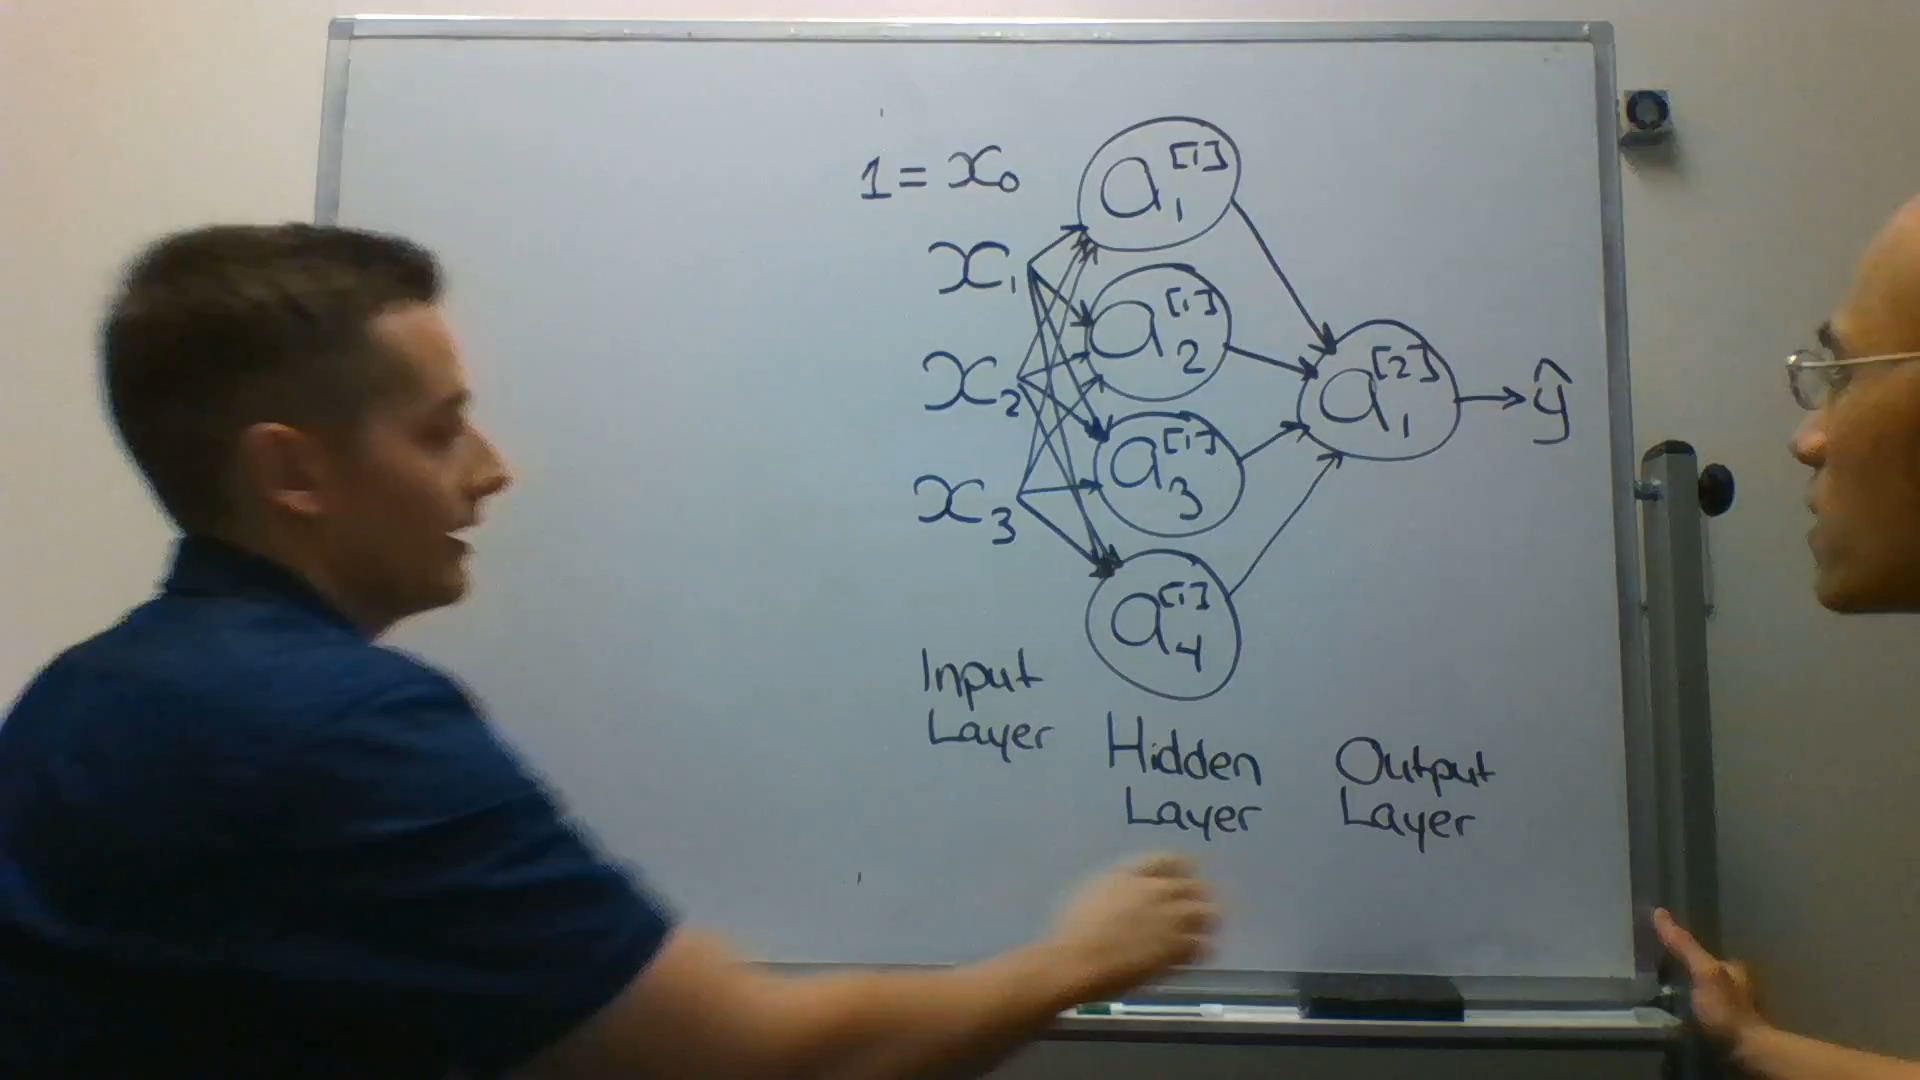 1 = x₀
x₁
x₂
x₃
a₁^[1]
a₂^[1]
a₃^[1]
a₄^[1]
a₁^[2]
ŷ
Input
Layer
Hidden
Layer
Output
Layer